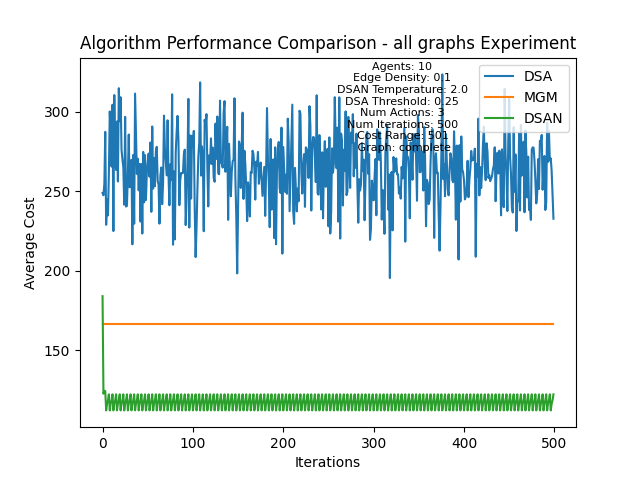 Algorithm Performance Comparison - all graphs Experiment
Agents: 10
Edge Density: 0.1
DSAN Temperature: 2.0
DSA Threshold: 0.25
Num Actions: 3
Num Iterations: 500
Cost Range: 501
Graph: complete
DSA
MGM
DSAN
Average Cost
300
250
200
150
0
100
200
300
400
500
Iterations